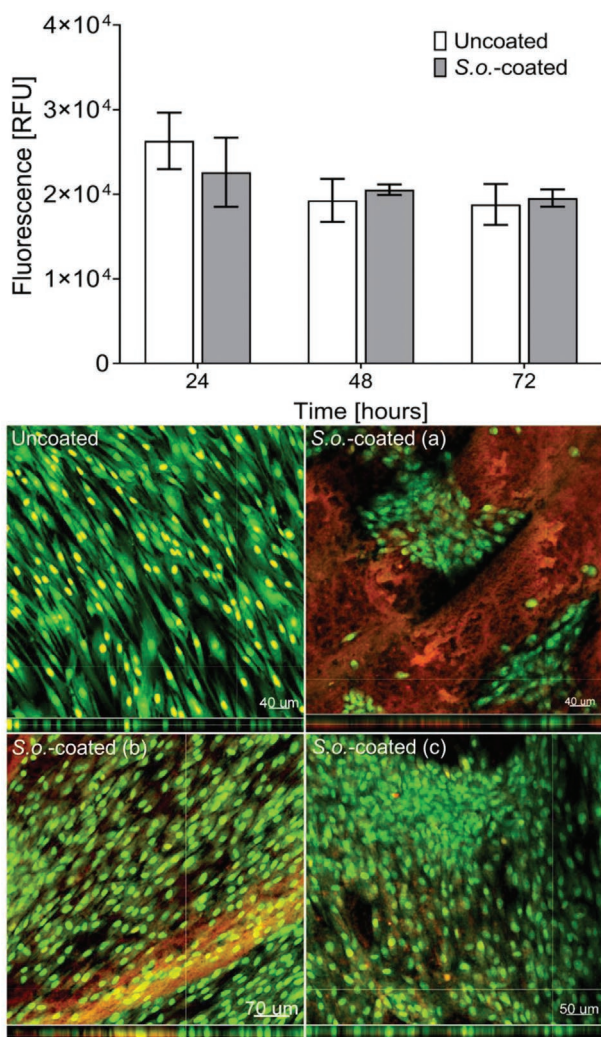 4×10⁴
3×10⁴
2×10⁴
1×10⁴
0
Fluorescence [RFU]
Uncoated
S.o.-coated
24 48 72
Time [hours]
Uncoated
40 um
S.o.-coated (a)
40 um
S.o.-coated (b)
70 um
S.o.-coated (c)
50 um